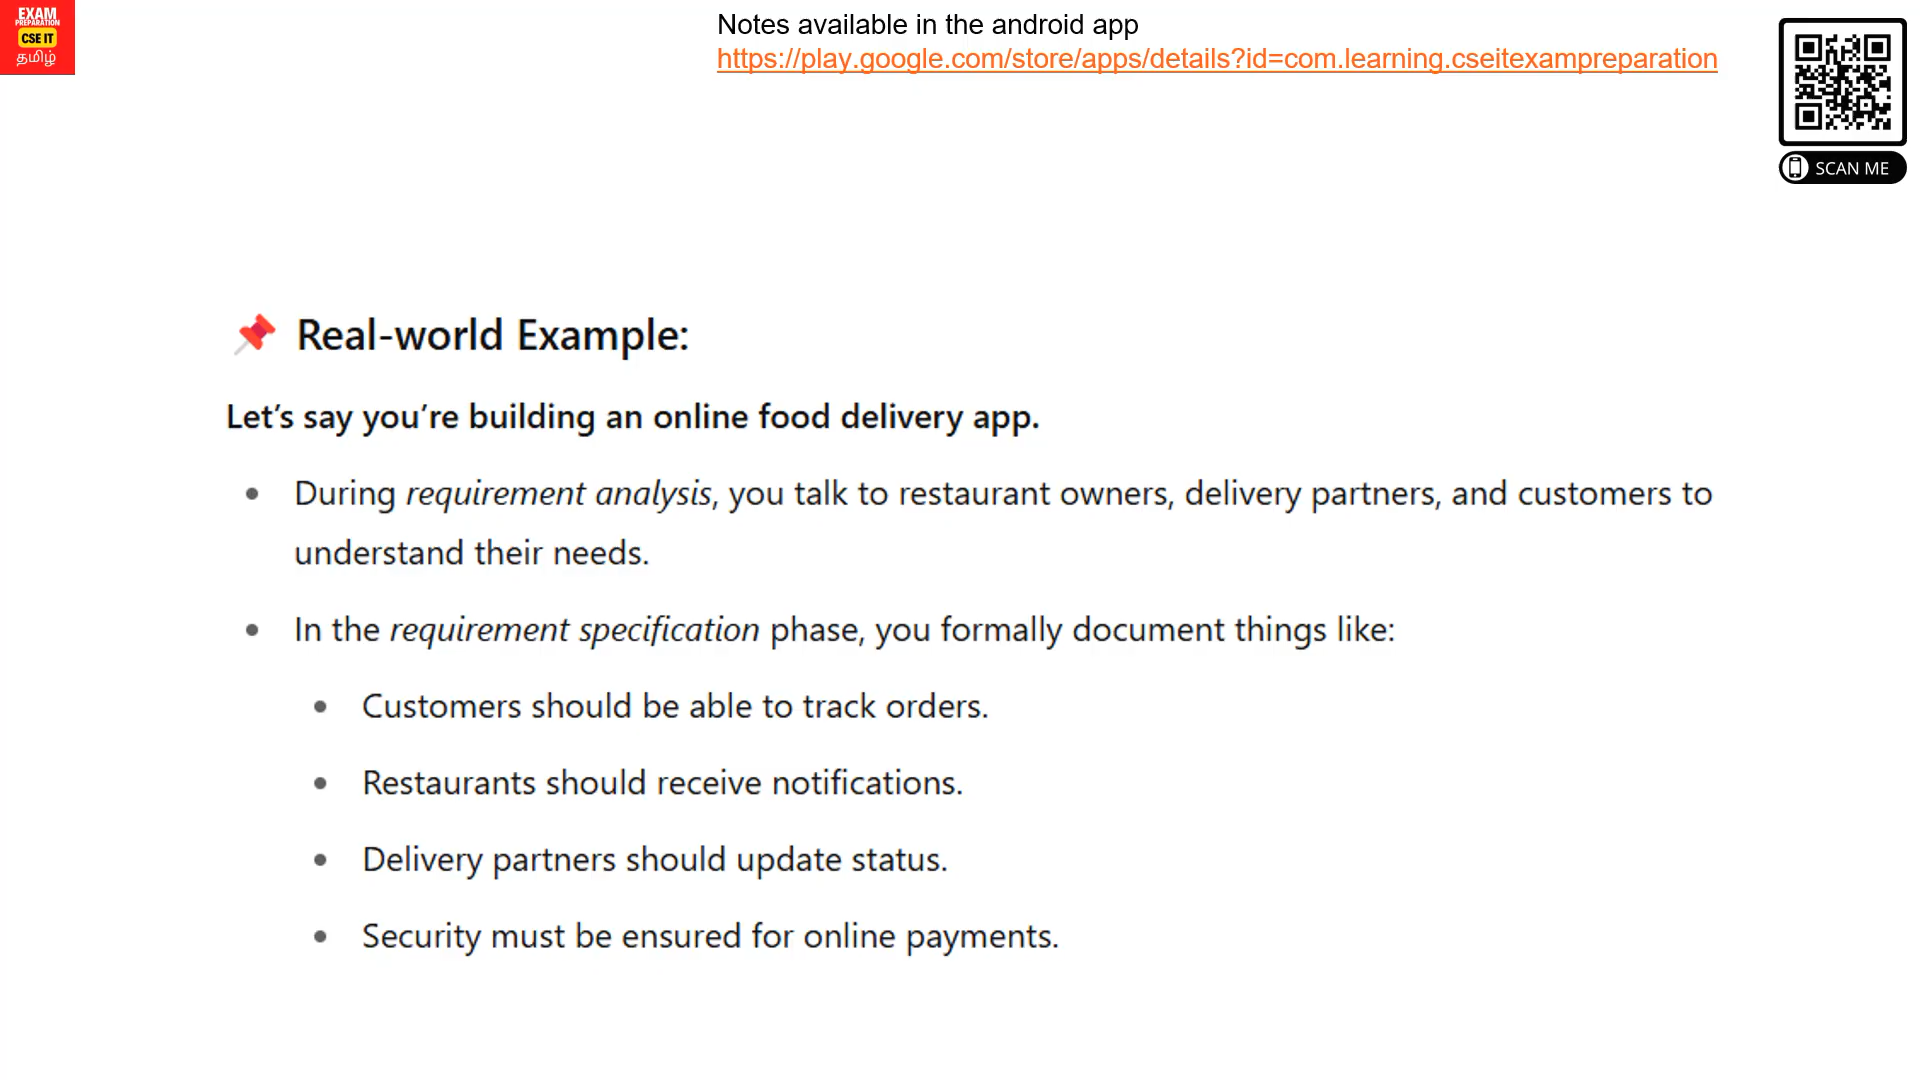 EXAM
PREPARATION
CSE IT
தமிழ்
Notes available in the android app
https://play.google.com/store/apps/details?id=com.learning.cseitexampreparation
SCAN ME
Real-world Example:
Let’s say you’re building an online food delivery app.
• During requirement analysis, you talk to restaurant owners, delivery partners, and customers to
understand their needs.
• In the requirement specification phase, you formally document things like:
• Customers should be able to track orders.
• Restaurants should receive notifications.
• Delivery partners should update status.
• Security must be ensured for online payments.